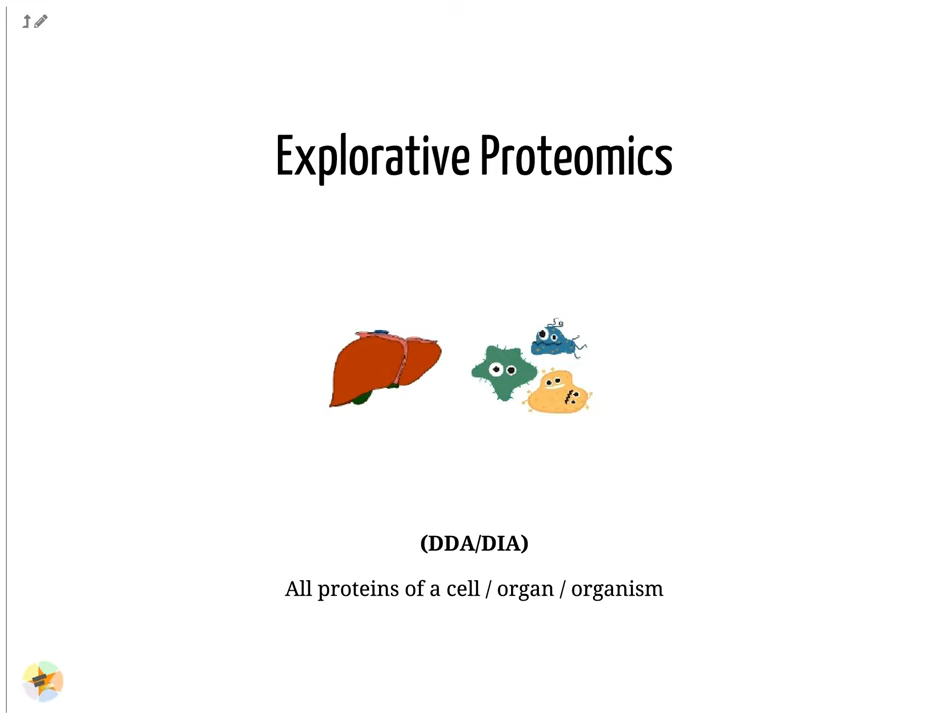 Explorative Proteomics
(DDA/DIA)
All proteins of a cell / organ / organism